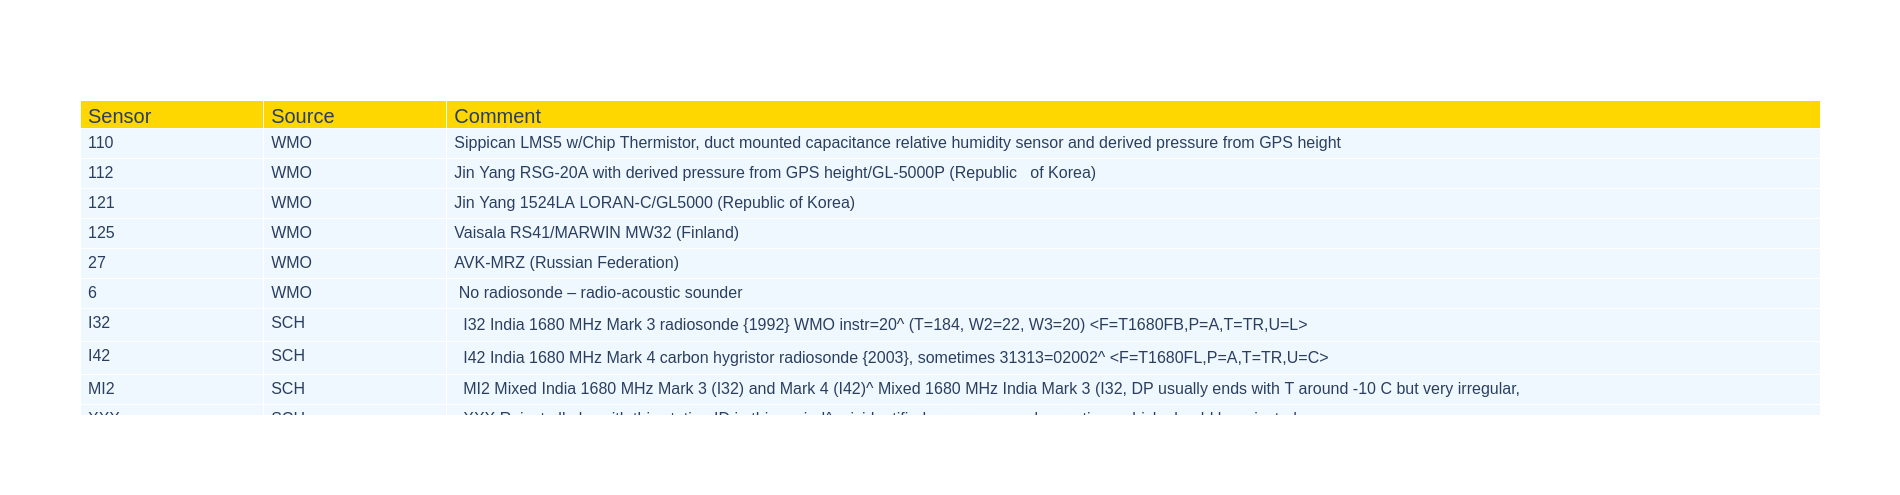 Sensor Source Comment
110 WMO Sippican LMS5 w/Chip Thermistor, duct mounted capacitance relative humidity sensor and derived pressure from GPS height
112 WMO Jin Yang RSG-20A with derived pressure from GPS height/GL-5000P (Republic of Korea)
121 WMO Jin Yang 1524LA LORAN-C/GL5000 (Republic of Korea)
125 WMO Vaisala RS41/MARWIN MW32 (Finland)
27 WMO AVK-MRZ (Russian Federation)
6 WMO No radiosonde – radio-acoustic sounder
I32 SCH I32 India 1680 MHz Mark 3 radiosonde {1992} WMO instr=20^ (T=184, W2=22, W3=20) <F=T1680FB,P=A,T=TR,U=L>
I42 SCH I42 India 1680 MHz Mark 4 carbon hygristor radiosonde {2003}, sometimes 31313=02002^ <F=T1680FL,P=A,T=TR,U=C>
MI2 SCH MI2 Mixed India 1680 MHz Mark 3 (I32) and Mark 4 (I42)^ Mixed 1680 MHz India Mark 3 (I32, DP usually ends with T around -10 C but very irregular,